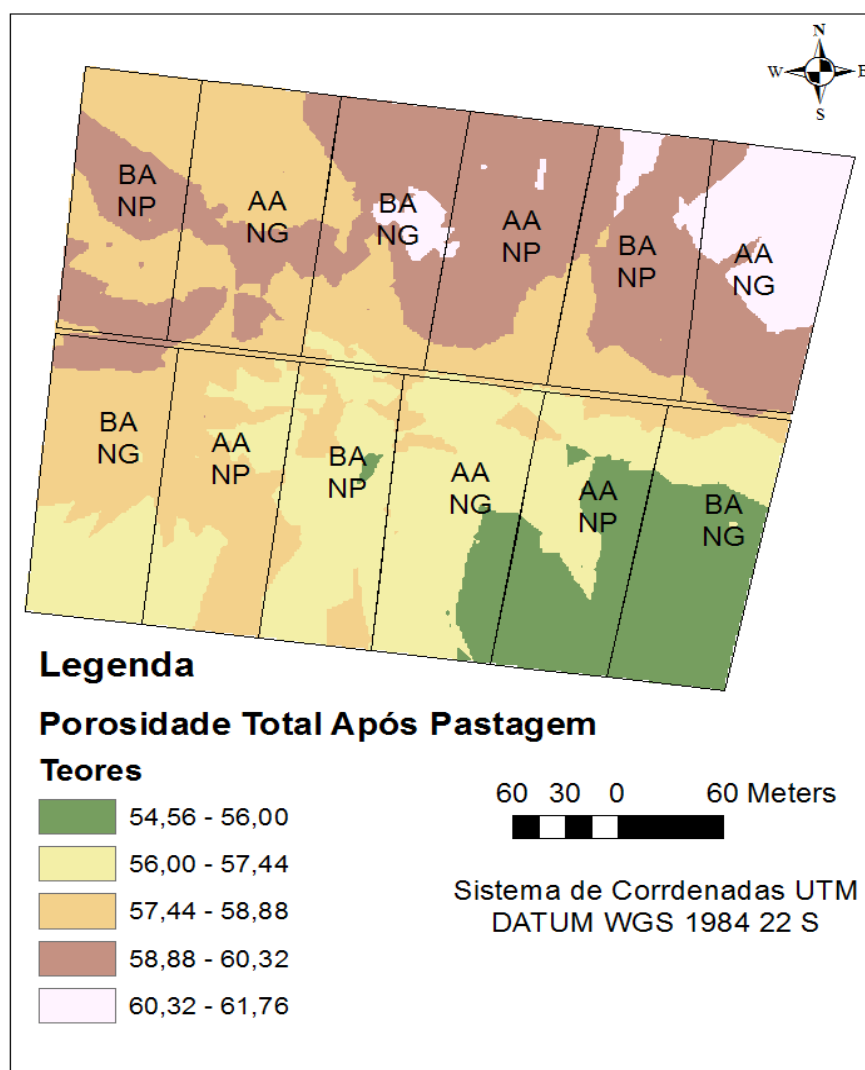 N
W E
S
BA
NP
AA
NG
BA
NG
AA
NP
BA
NP
AA
NG
BA
NG
AA
NP
BA
NP
AA
NG
AA
NP
BA
NG
Legenda
Porosidade Total Após Pastagem
Teores
54,56 - 56,00
56,00 - 57,44
57,44 - 58,88
58,88 - 60,32
60,32 - 61,76
60 30 0 60 Meters
Sistema de Corrdenadas UTM
DATUM WGS 1984 22 S